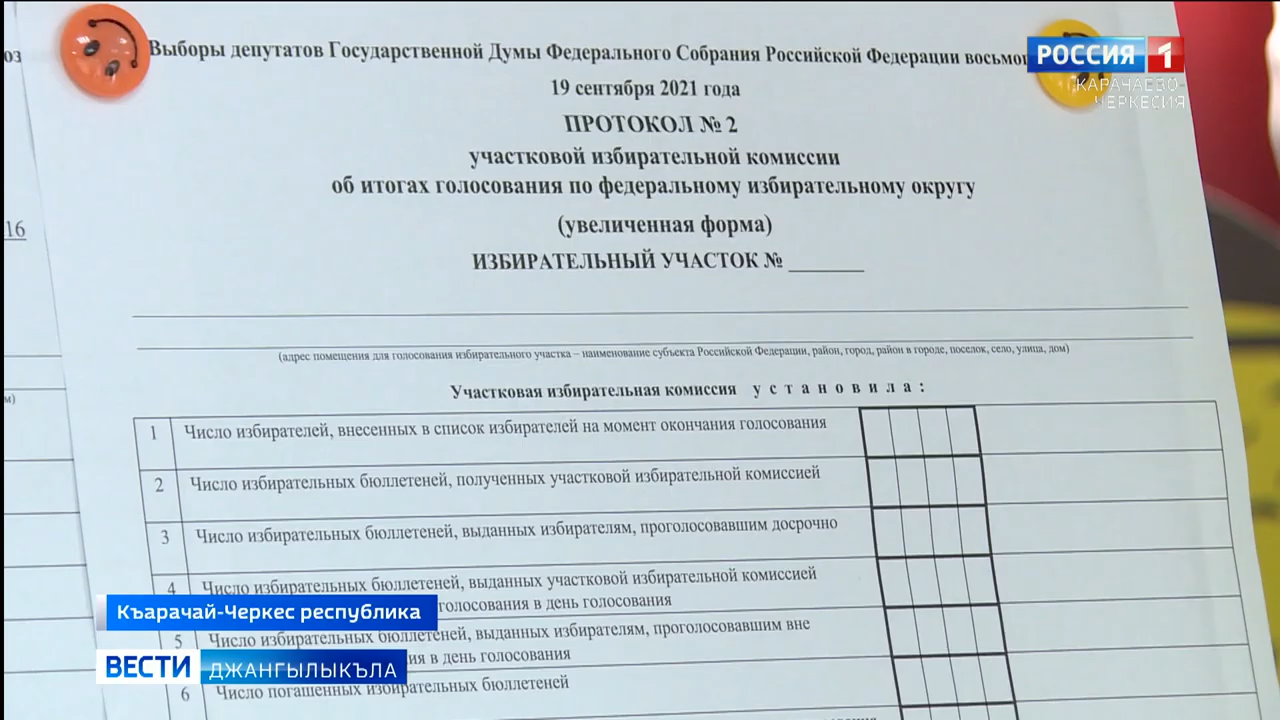 Выборы депутатов Государственной Думы Федерального Собрания Российской Федерации
РОССИЯ 1
КАРАЧАЕВО-
ЧЕРКЕСИЯ
19 сентября 2021 года
ПРОТОКОЛ № 2
участковой избирательной комиссии
об итогах голосования по федеральному избирательному округу
(увеличенная форма)
16
ИЗБИРАТЕЛЬНЫЙ УЧАСТОК №
(адрес помещения для голосования избирательного участка – наименование субъекта Российской Федерации, район, город, район в городе, поселок, село, улица, дом)
Участковая избирательная комиссия у с т а н о в и л а :
1 Число избирателей, внесенных в список избирателей на момент окончания голосования
2 Число избирательных бюллетеней, полученных участковой избирательной комиссией
3 Число избирательных бюллетеней, выданных избирателям, проголосовавшим досрочно
4 Число избирательных бюллетеней, выданных участковой избирательной комиссией
голосования в день голосования
5 Число избирательных бюллетеней, выданных избирателям, проголосовавшим вне
в день голосования
6 Число погашенных избирательных бюллетеней
Къарачай-Черкес республика
ВЕСТИ ДЖАНГЫЛЫКЪЛА